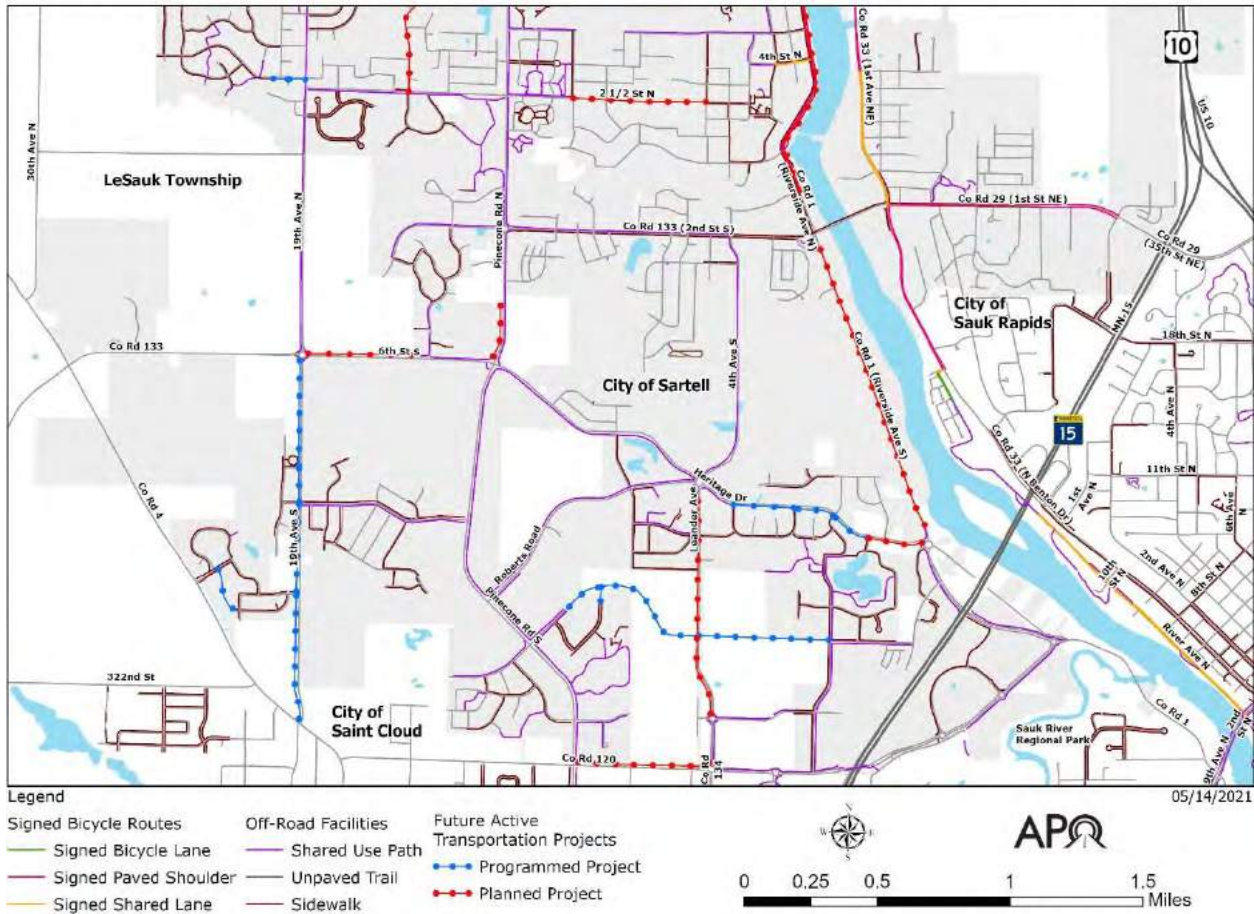 10
US 10
4th St N
Co Rd 33 (1st Ave NE)
2 1/2 St N
30th Ave N
LeSauk Township
19th Ave N
Pinecone Rd N
Co Rd 1
(Riverside Ave N)
Co Rd 29 (1st St NE)
Co Rd 133 (2nd St S)
Co Rd 29
(35th St NE)
City of
Sauk Rapids
MN-15
18th St N
Co Rd 133
6th St S
City of Sartell
4th Ave S
Co Rd 1 (Riverside Ave S)
4th Ave N
15
Co Rd 33 (N Benton Dr)
11th St N
1st
Ave N
6th Ave
N
Heritage Dr
Co Rd 4
19th Ave S
Roberts Road
Leander Ave
10th
St N
2nd Ave N
8th St N
Pinecone Rd S
River Ave N
322nd St
City of
Saint Cloud
Sauk River
Regional Park
Co Rd 1
2nd
St N
9th Ave N
Co Rd 120
Co Rd
134
05/14/2021
Legend
Signed Bicycle Routes
Signed Bicycle Lane
Signed Paved Shoulder
Signed Shared Lane
Off-Road Facilities
Shared Use Path
Unpaved Trail
Sidewalk
Future Active
Transportation Projects
Programmed Project
Planned Project
N
W E
S
APO
0 0.25 0.5 1 1.5
Miles